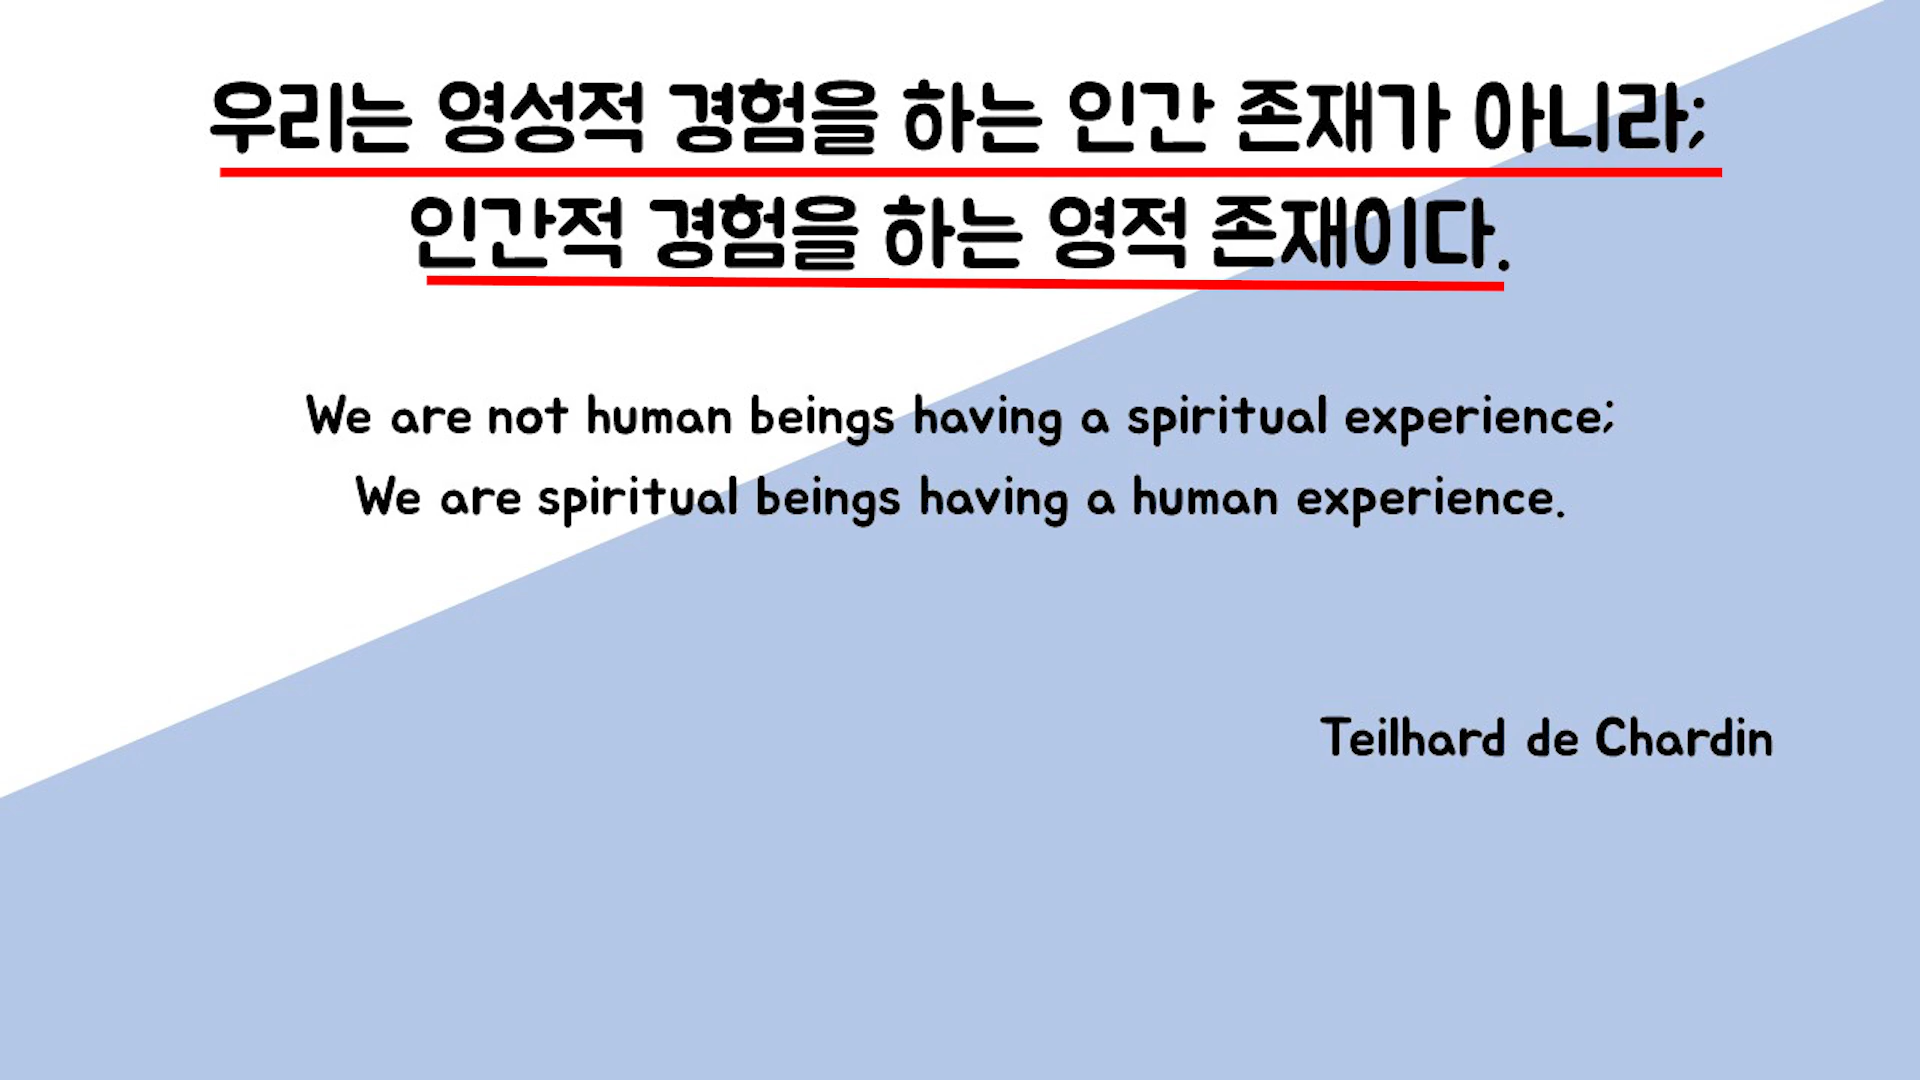 우리는 영성적 경험을 하는 인간 존재가 아니라;
인간적 경험을 하는 영적 존재이다.
We are not human beings having a spiritual experience;
We are spiritual beings having a human experience.
Teilhard de Chardin